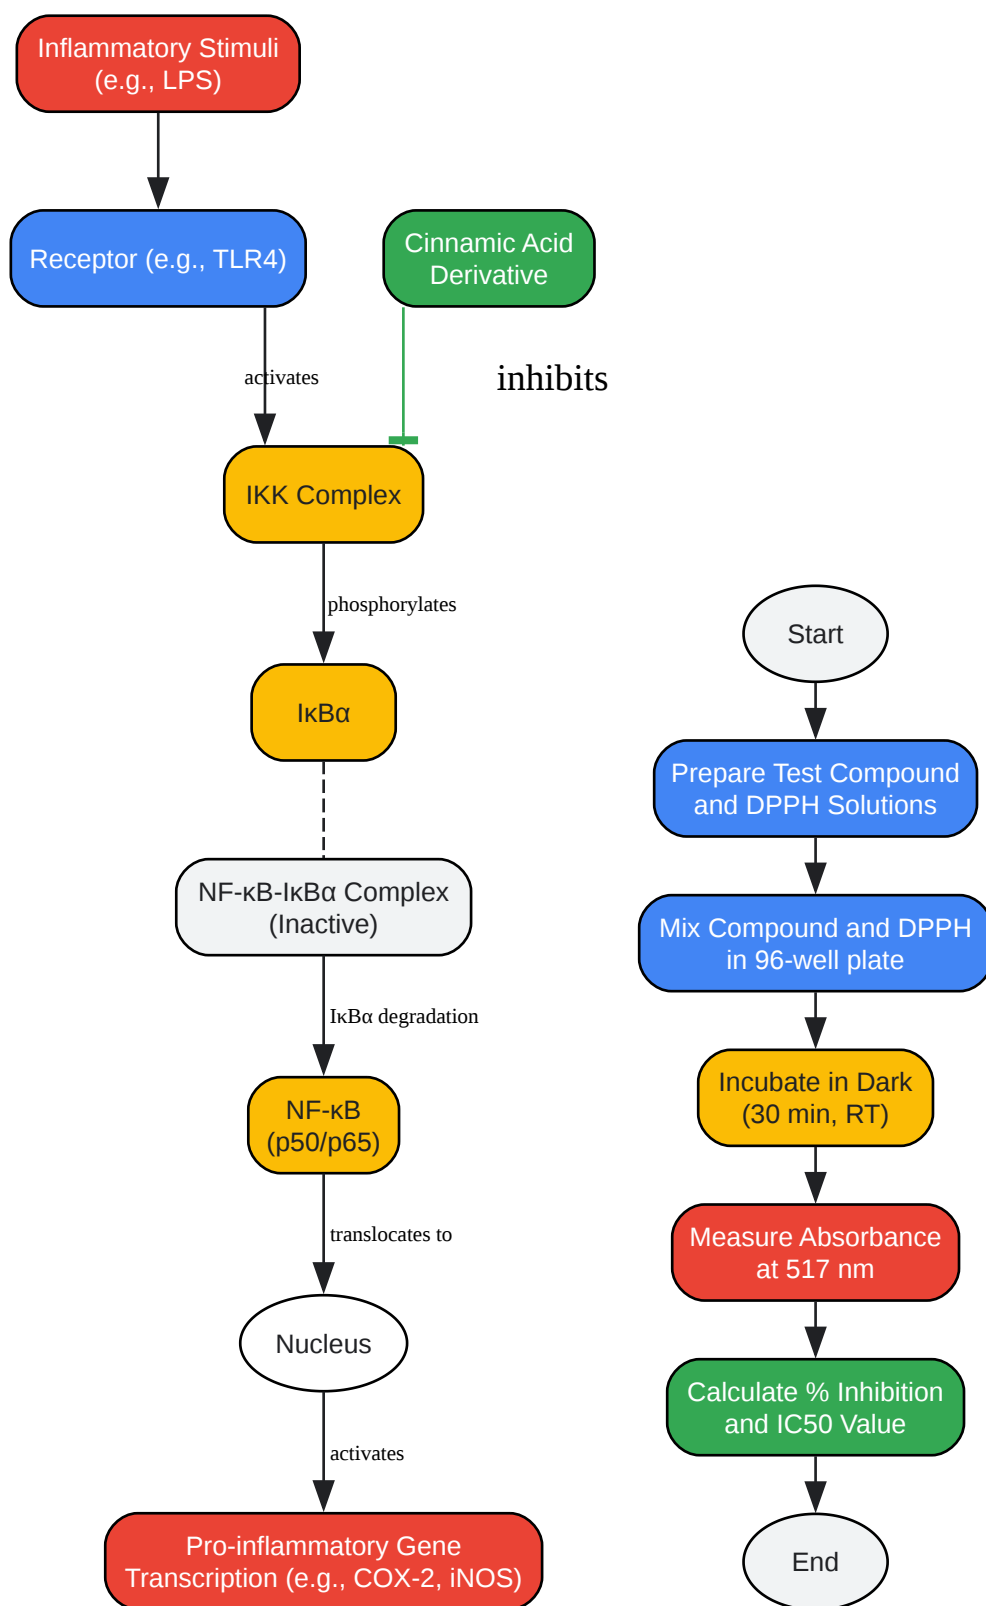 Inflammatory Stimuli
(e.g., LPS)
Receptor (e.g., TLR4)
Cinnamic Acid
Derivative
activates
inhibits
IKK Complex
phosphorylates
IκBα
NF-κB-IκBα Complex
(Inactive)
IκBα degradation
NF-κB
(p50/p65)
translocates to
Nucleus
activates
Pro-inflammatory Gene
Transcription (e.g., COX-2, iNOS)
Start
Prepare Test Compound
and DPPH Solutions
Mix Compound and DPPH
in 96-well plate
Incubate in Dark
(30 min, RT)
Measure Absorbance
at 517 nm
Calculate % Inhibition
and IC50 Value
End